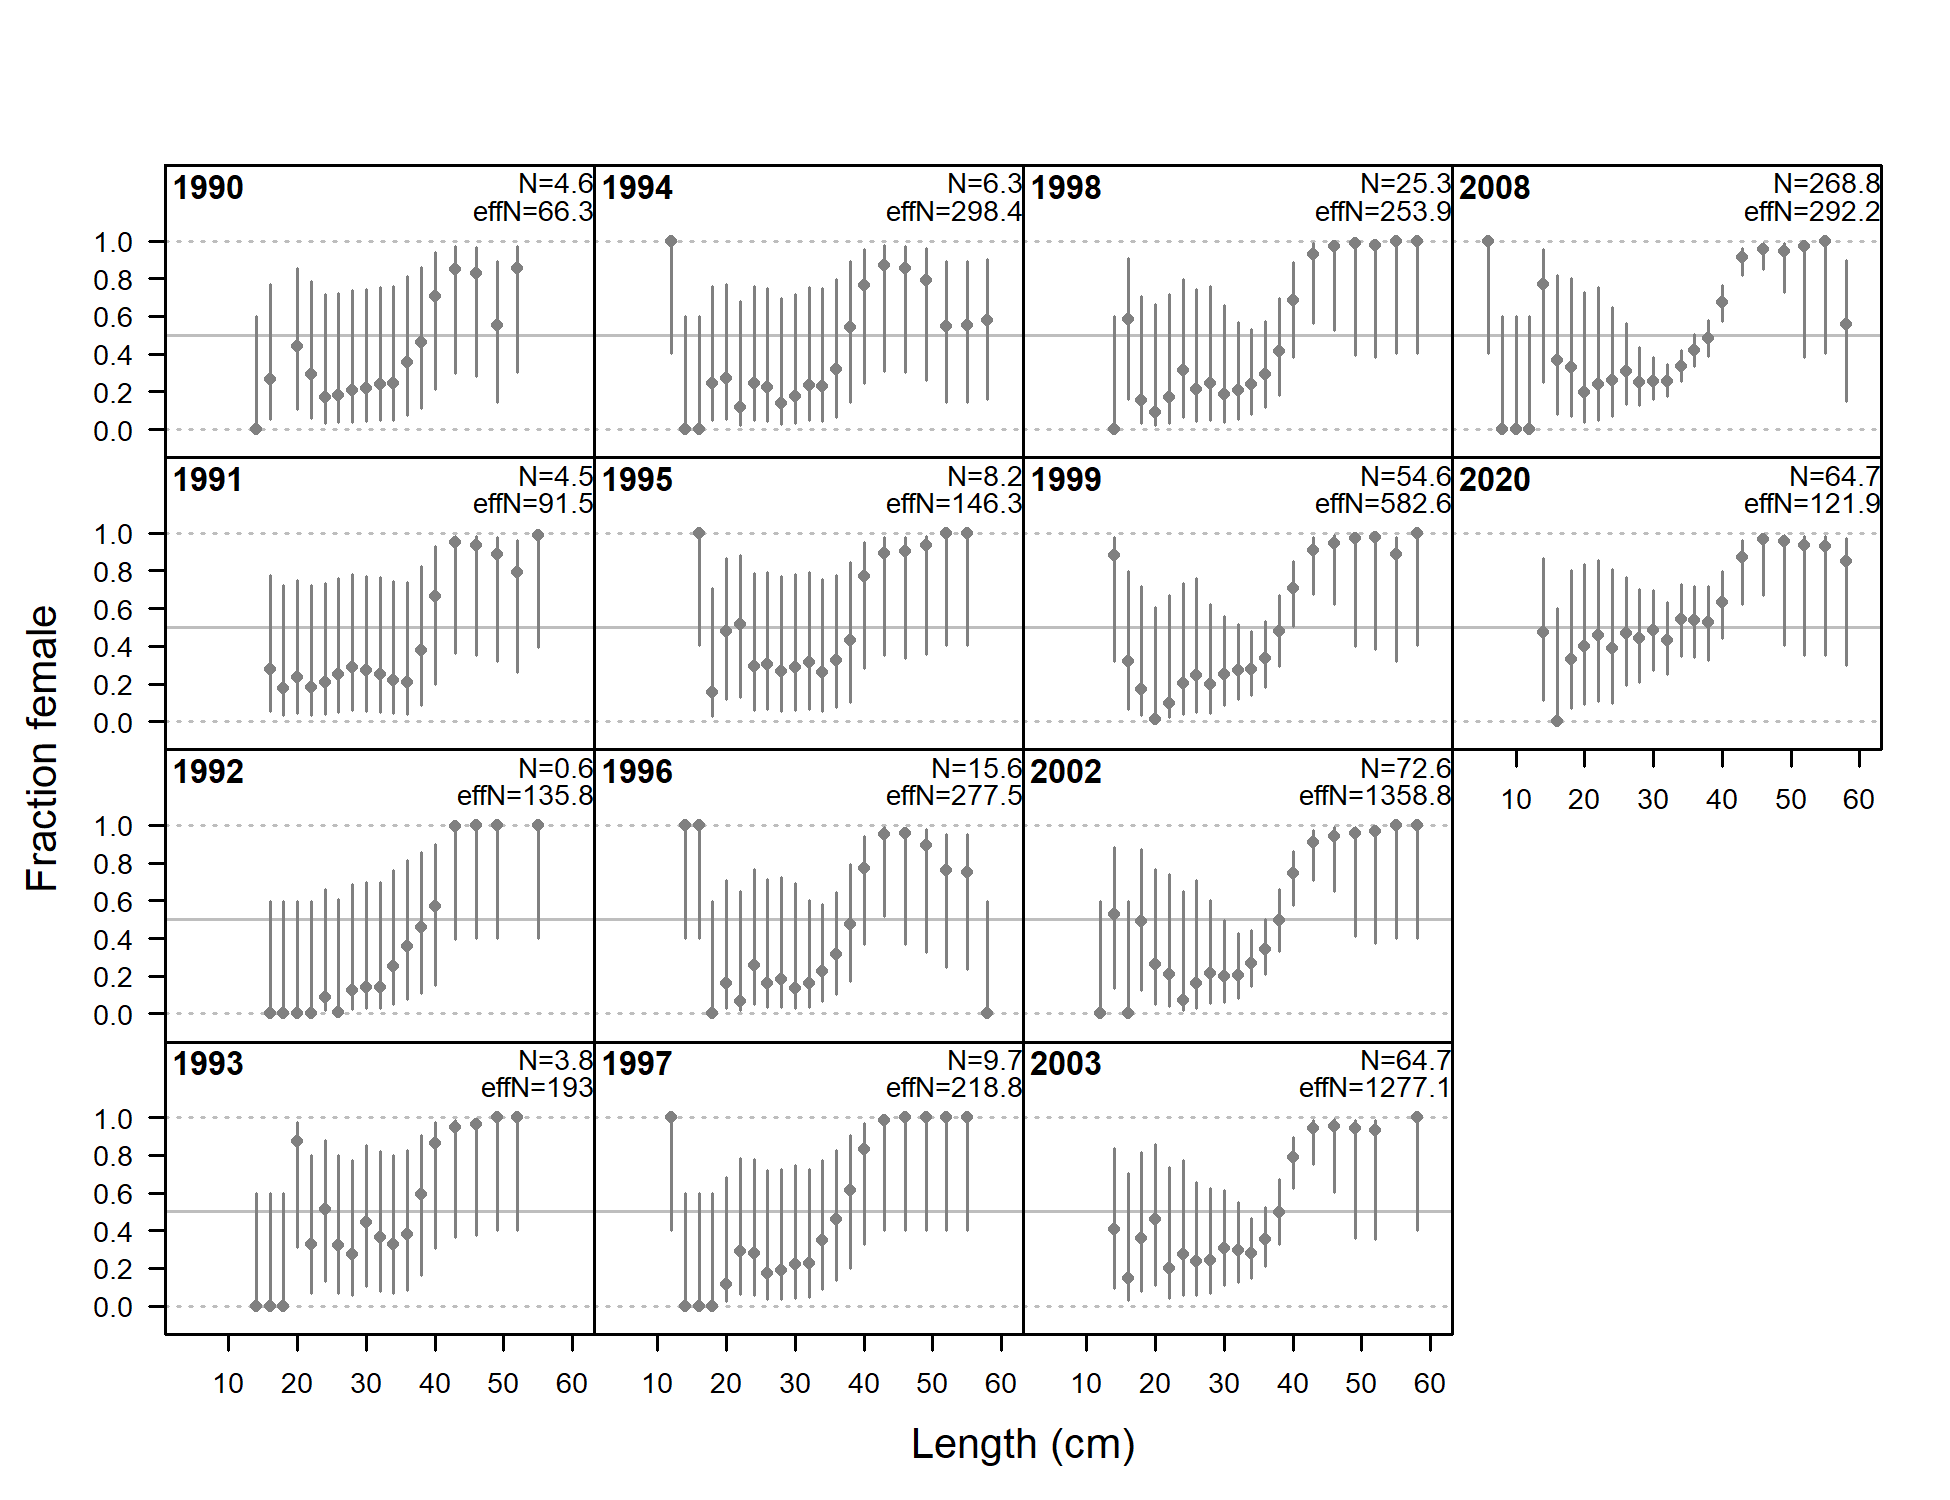 1990 N=4.6 1994 N=6.3 1998 N=25.3 2008 N=268.8
effN=66.3 effN=298.4 effN=253.9 effN=292.2
1.0
0.8
0.6
0.4
0.2
0.0
1991 N=4.5 1995 N=8.2 1999 N=54.6 2020 N=64.7
effN=91.5 effN=146.3 effN=582.6 effN=121.9
1.0
0.8
0.6
0.4
0.2
0.0
1992 N=0.6 1996 N=15.6 2002 N=72.6
effN=135.8 effN=277.5 effN=1358.8
10 20 30 40 50 60
1.0
0.8
0.6
0.4
0.2
0.0
1993 N=3.8 1997 N=9.7 2003 N=64.7
effN=193 effN=218.8 effN=1277.1
1.0
0.8
0.6
0.4
0.2
0.0
10 20 30 40 50 60 10 20 30 40 50 60 10 20 30 40 50 60
Length (cm)
Fraction female